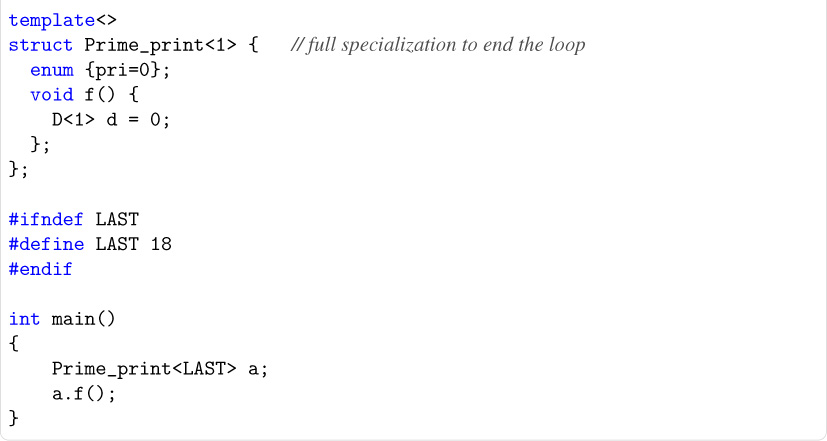 template<>
struct Prime_print<1> {   // full specialization to end the loop
  enum {pri=0};
  void f() {
    D<1> d = 0;
  };
};

#ifndef LAST
#define LAST 18
#endif

int main()
{
    Prime_print<LAST> a;
    a.f();
}